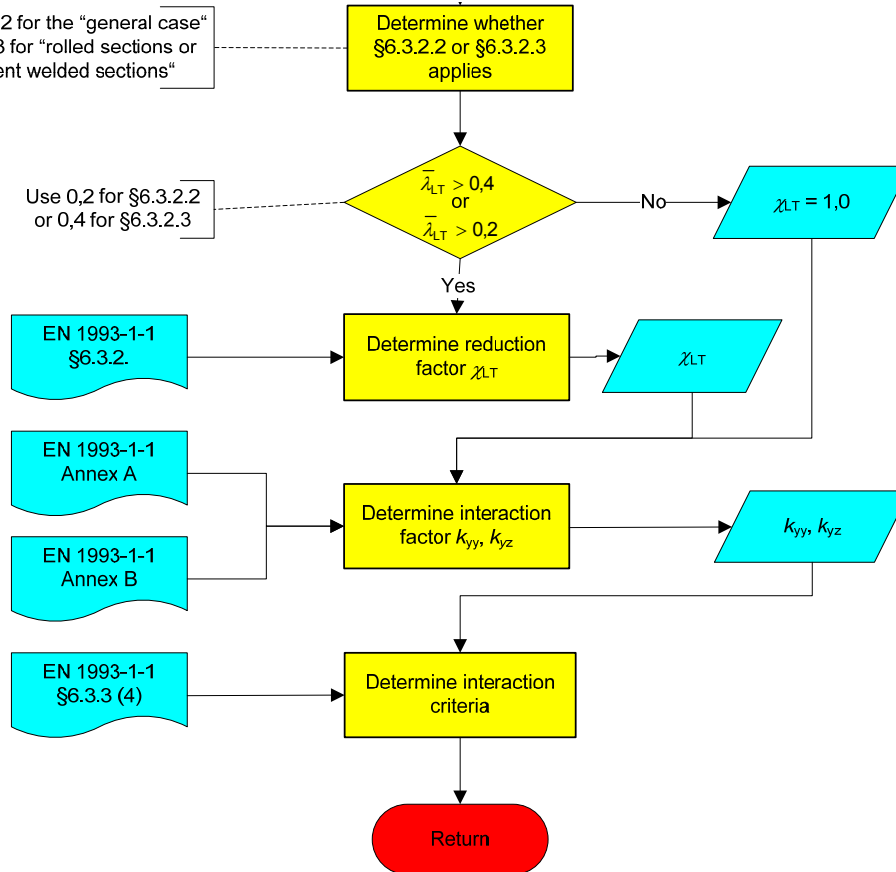 2 for the “general case“
for “rolled sections or
ent welded sections“
Determine whether
§6.3.2.2 or §6.3.2.3
applies
Use 0,2 for §6.3.2.2
or 0,4 for §6.3.2.3
λ̅LT > 0,4
or
λ̅LT > 0,2
No
χLT = 1,0
Yes
EN 1993-1-1
§6.3.2.
Determine reduction
factor χLT
χLT
EN 1993-1-1
Annex A
EN 1993-1-1
Annex B
Determine interaction
factor kyy, kyz
kyy, kyz
EN 1993-1-1
§6.3.3 (4)
Determine interaction
criteria
Return